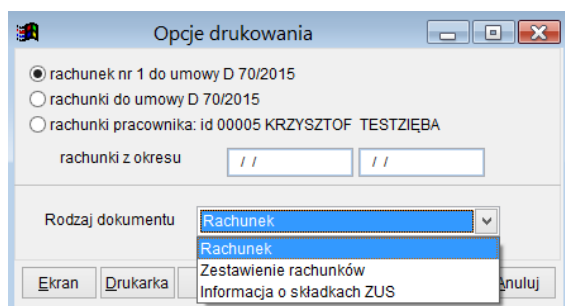 Opcje drukowania
rachunek nr 1 do umowy D 70/2015
rachunki do umowy D 70/2015
rachunki pracownika: id 00005 KRZYSZTOF TESTZIĘBA
rachunki z okresu / / / /
Rodzaj dokumentu Rachunek
Rachunek
Zestawienie rachunków
Informacja o składkach ZUS
Ekran Drukarka Anuluj